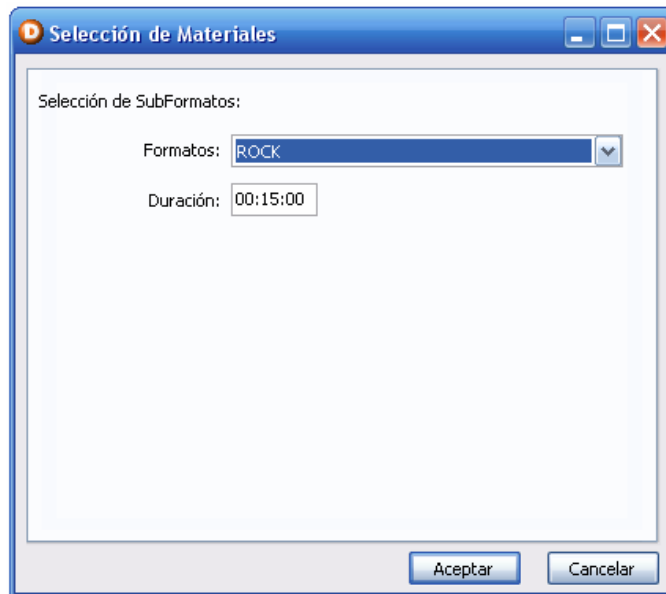 D Selección de Materiales
Selección de SubFormatos:
Formatos: ROCK
Duración: 00:15:00
Aceptar Cancelar